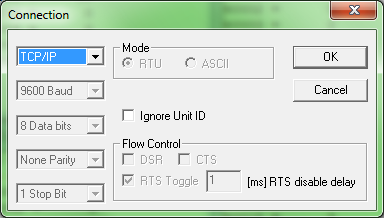 Connection
TCP/IP
Mode
RTU
ASCII
OK
9600 Baud
Cancel
Ignore Unit ID
8 Data bits
None Parity
Flow Control
DSR
CTS
RTS Toggle
1
[ms] RTS disable delay
1 Stop Bit